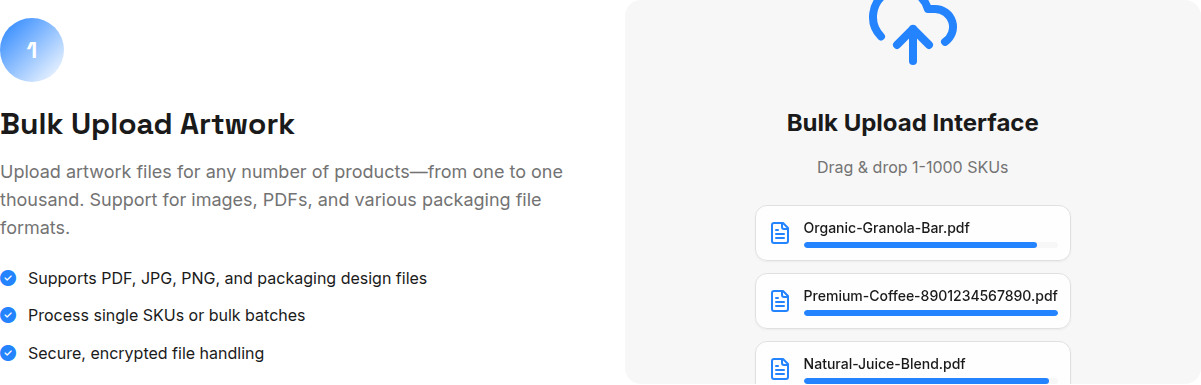 1
Bulk Upload Artwork
Upload artwork files for any number of products—from one to one
thousand. Support for images, PDFs, and various packaging file
formats.
Supports PDF, JPG, PNG, and packaging design files
Process single SKUs or bulk batches
Secure, encrypted file handling
Bulk Upload Interface
Drag & drop 1-1000 SKUs
Organic-Granola-Bar.pdf
Premium-Coffee-8901234567890.pdf
Natural-Juice-Blend.pdf